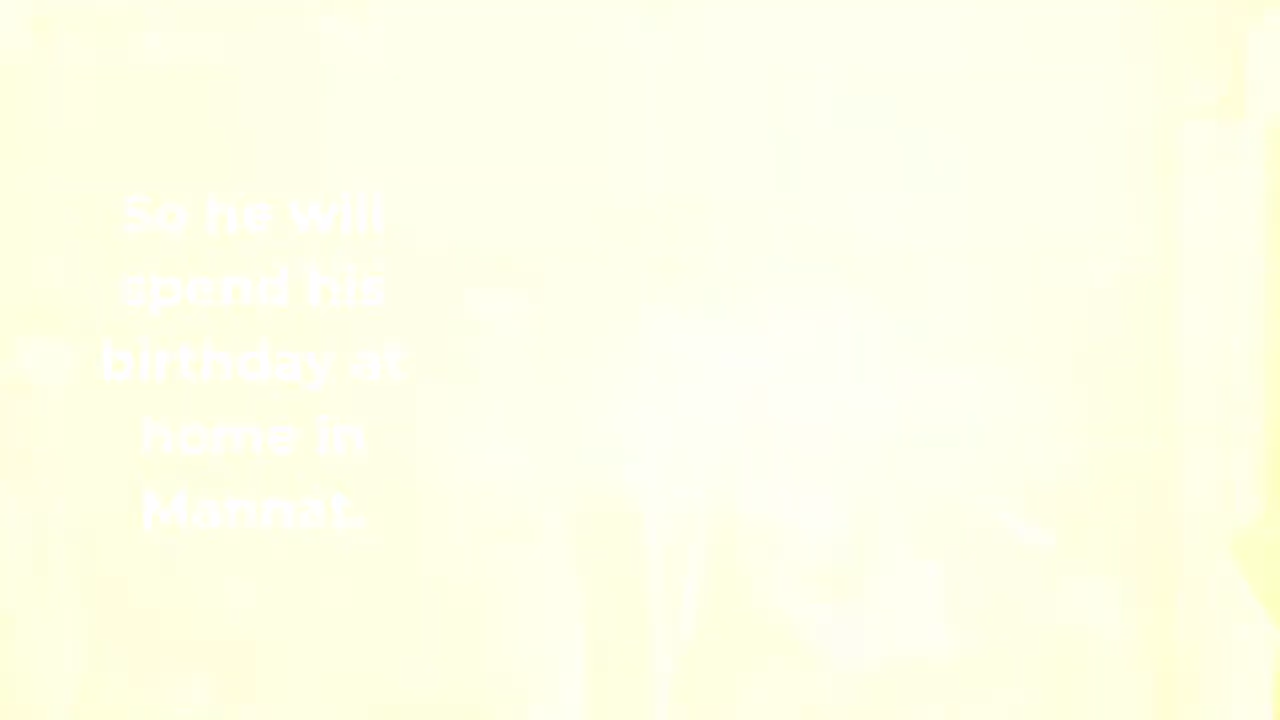 So he will
spend his
birthday at
home in
Mannat.